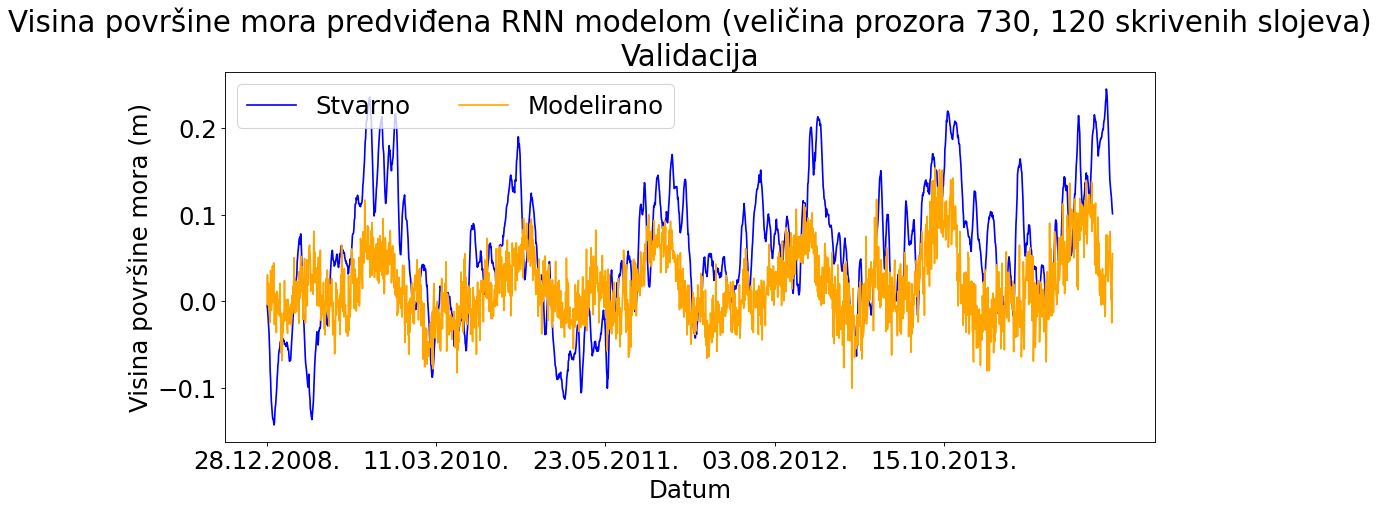 Visina površine mora predviđena RNN modelom (veličina prozora 730, 120 skrivenih slojeva)
Validacija
Stvarno Modelirano
Visina površine mora (m)
0.2
0.1
0.0
−0.1
28.12.2008. 11.03.2010. 23.05.2011. 03.08.2012. 15.10.2013.
Datum